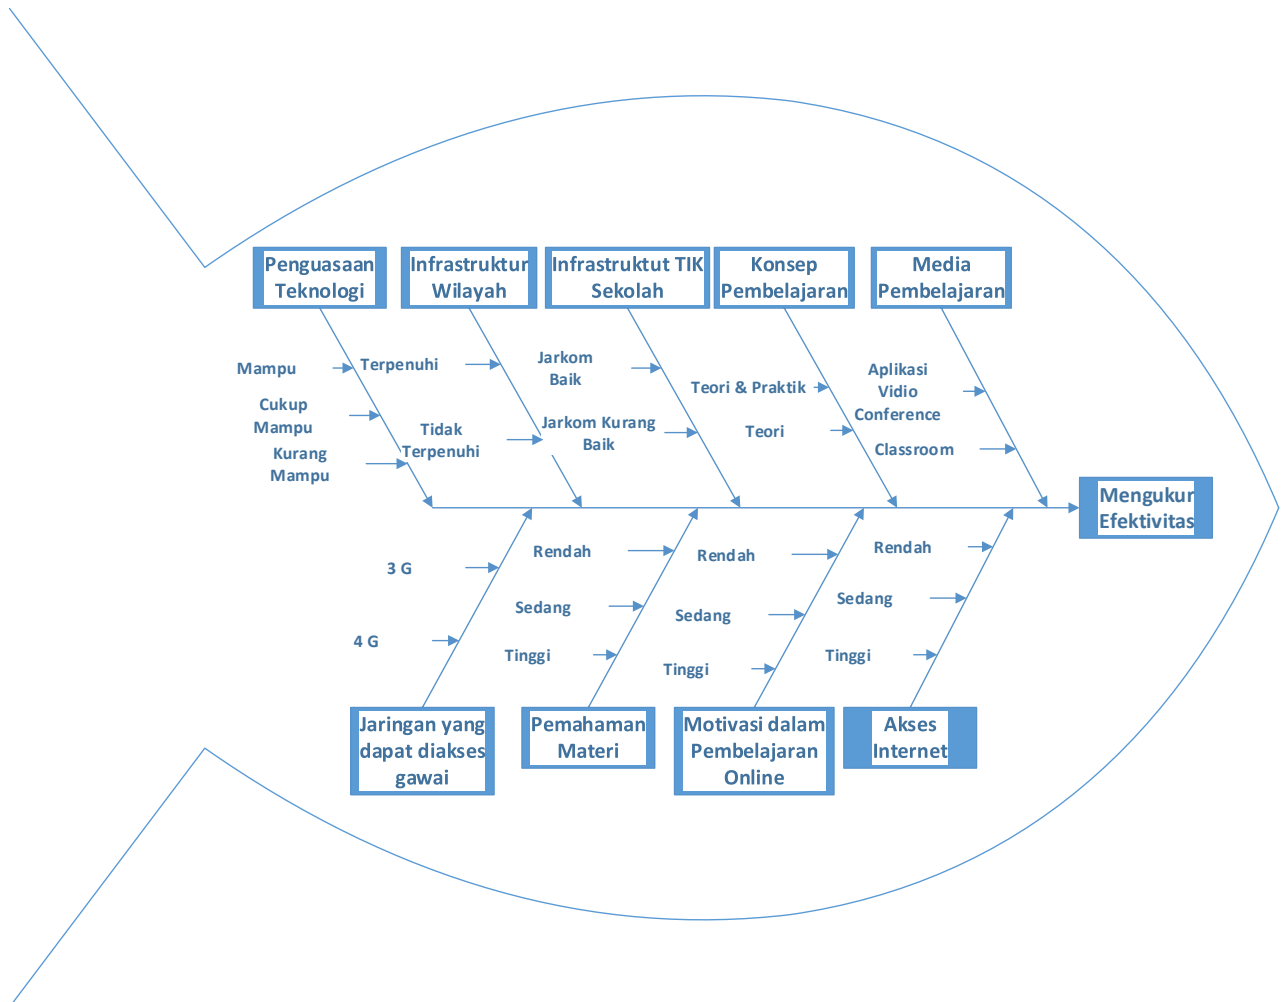 Penguasaan
Teknologi
Infrastruktur
Wilayah
Infrastruktut TIK
Sekolah
Konsep
Pembelajaran
Media
Pembelajaran
Mampu
Cukup
Mampu
Kurang
Mampu
Terpenuhi
Tidak
Terpenuhi
Jarkom
Baik
Jarkom Kurang
Baik
Teori & Praktik
Teori
Aplikasi
Vidio
Conference
Classroom
Mengukur
Efektivitas
3 G
4 G
Rendah
Sedang
Tinggi
Rendah
Sedang
Tinggi
Rendah
Sedang
Tinggi
Jaringan yang
dapat diakses
gawai
Pemahaman
Materi
Motivasi dalam
Pembelajaran
Online
Akses
Internet